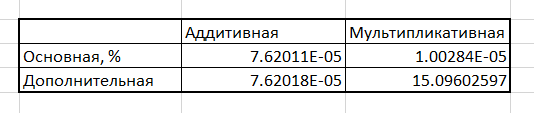 Аддитивная Мультипликативная
Основная, % 7.62011E-05 1.00284E-05
Дополнительная 7.62018E-05 15.09602597